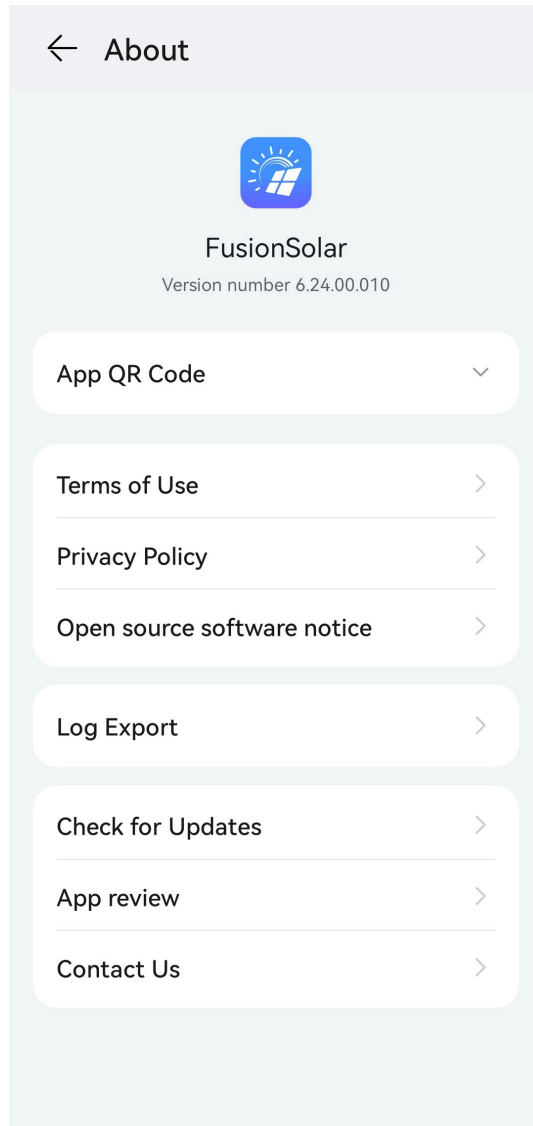 About
FusionSolar
Version number 6.24.00.010
App QR Code
Terms of Use
Privacy Policy
Open source software notice
Log Export
Check for Updates
App review
Contact Us